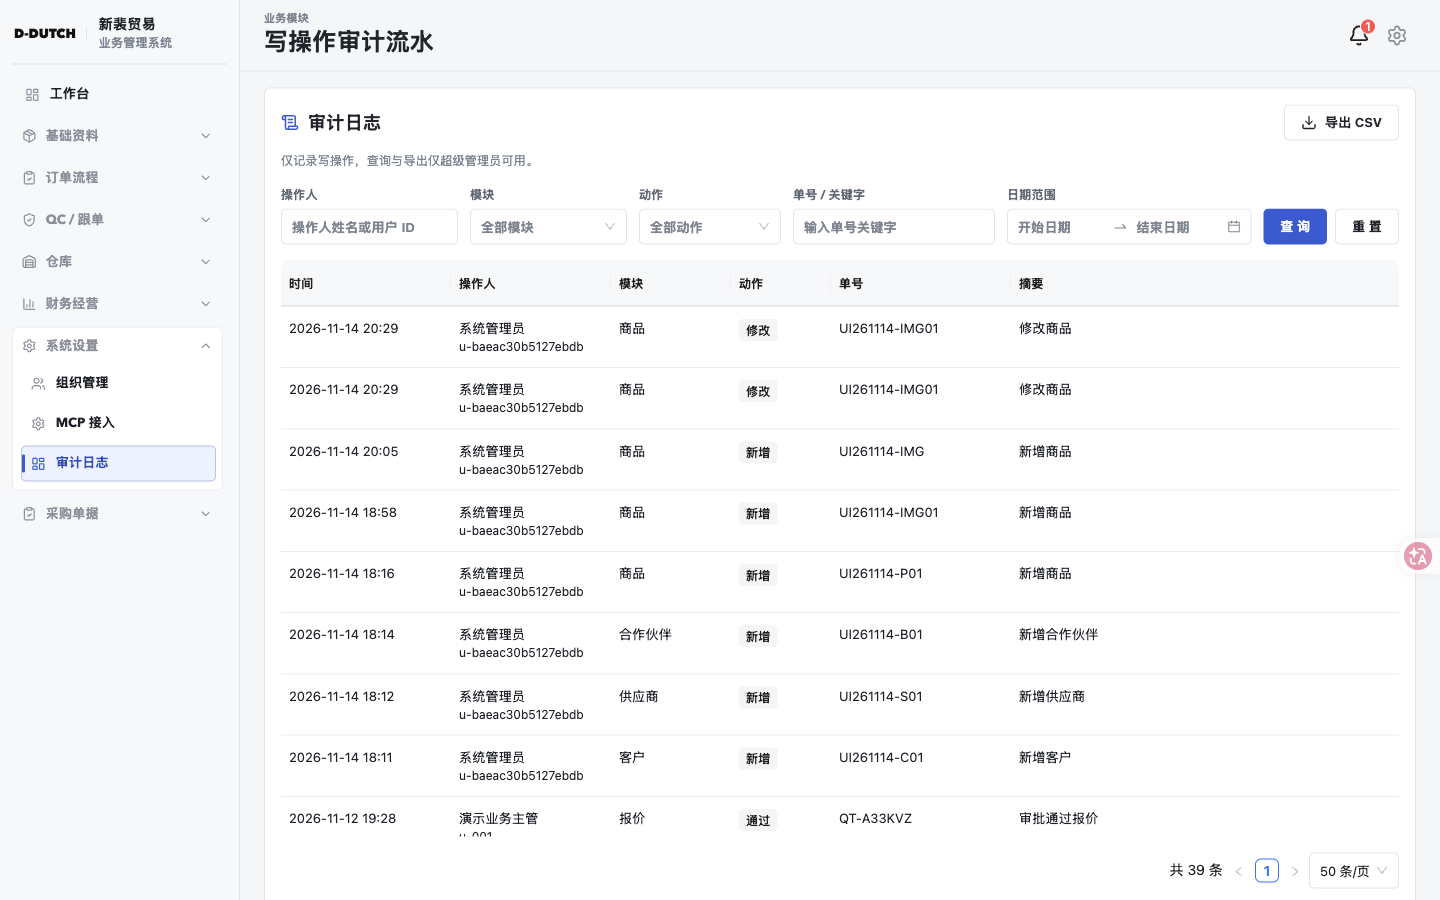 D-DUTCH
新裴贸易
业务管理系统
工作台
基础资料
订单流程
QC / 跟单
仓库
财务经营
系统设置
组织管理
MCP 接入
审计日志
采购单据
业务模块
写操作审计流水
1
审计日志
导出 CSV
仅记录写操作，查询与导出仅超级管理员可用。
操作人 模块 动作 单号 / 关键字 日期范围
操作人姓名或用户 ID 全部模块 全部动作 输入单号关键字 开始日期 结束日期 查 询 重 置
时间 操作人 模块 动作 单号 摘要
2026-11-14 20:29 系统管理员 商品 修改 UI261114-IMG01 修改商品
u-baeac30b5127ebdb
2026-11-14 20:29 系统管理员 商品 修改 UI261114-IMG01 修改商品
u-baeac30b5127ebdb
2026-11-14 20:05 系统管理员 商品 新增 UI261114-IMG 新增商品
u-baeac30b5127ebdb
2026-11-14 18:58 系统管理员 商品 新增 UI261114-IMG01 新增商品
u-baeac30b5127ebdb
2026-11-14 18:16 系统管理员 商品 新增 UI261114-P01 新增商品
u-baeac30b5127ebdb
2026-11-14 18:14 系统管理员 合作伙伴 新增 UI261114-B01 新增合作伙伴
u-baeac30b5127ebdb
2026-11-14 18:12 系统管理员 供应商 新增 UI261114-S01 新增供应商
u-baeac30b5127ebdb
2026-11-14 18:11 系统管理员 客户 新增 UI261114-C01 新增客户
u-baeac30b5127ebdb
2026-11-12 19:28 演示业务主管 报价 通过 QT-A33KVZ 审批通过报价
u-001
共 39 条 1 50 条/页